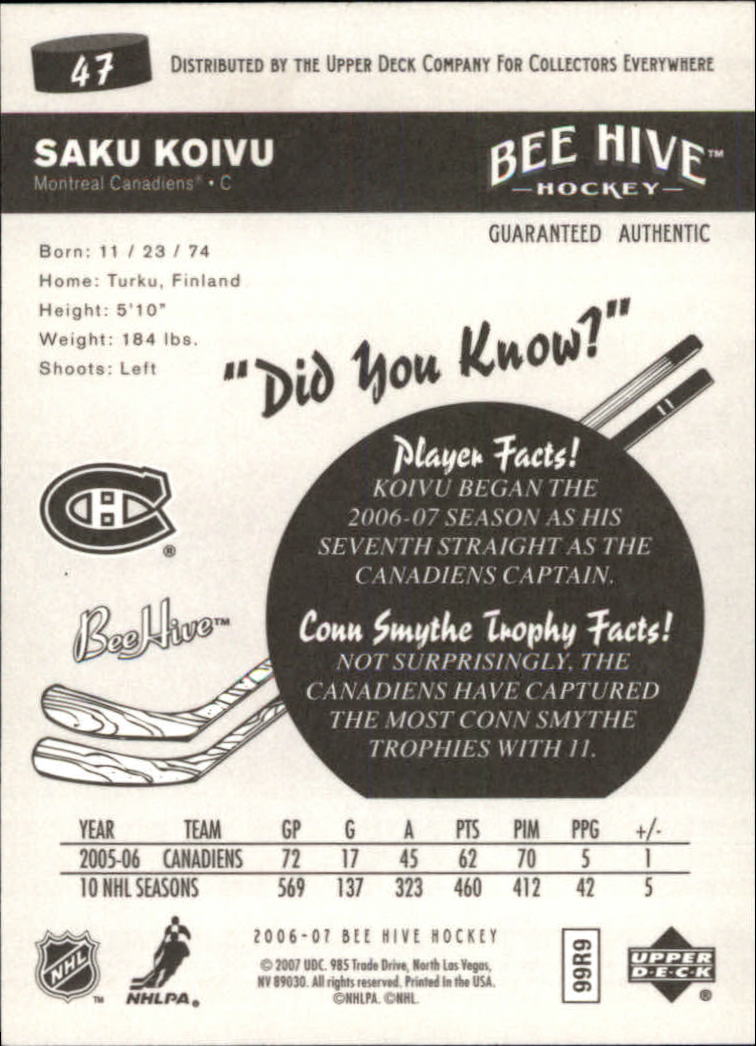 47
DISTRIBUTED BY THE UPPER DECK COMPANY FOR COLLECTORS EVERYWHERE
SAKU KOIVU
Montreal Canadiens® • C
BEE HIVE™
—HOCKEY—
GUARANTEED AUTHENTIC
Born: 11 / 23 / 74
Home: Turku, Finland
Height: 5'10"
Weight: 184 lbs.
Shoots: Left
"Did You Know?"
11
Player Facts!
KOIVU BEGAN THE
2006-07 SEASON AS HIS
SEVENTH STRAIGHT AS THE
CANADIENS CAPTAIN.
Conn Smythe Trophy Facts!
NOT SURPRISINGLY, THE
CANADIENS HAVE CAPTURED
THE MOST CONN SMYTHE
TROPHIES WITH 11.
CH®
BeeHive™
YEAR TEAM GP G A PTS PIM PPG +/-
2005-06 CANADIENS 72 17 45 62 70 5 1
10 NHL SEASONS 569 137 323 460 412 42 5
NHL™
NHLPA®
2006-07 BEE HIVE HOCKEY
© 2007 UDC. 985 Trade Drive, North Las Vegas,
NV 89030. All rights reserved. Printed in the USA.
©NHLPA. ©NHL.
99R9
UPPER
D·E·C·K®